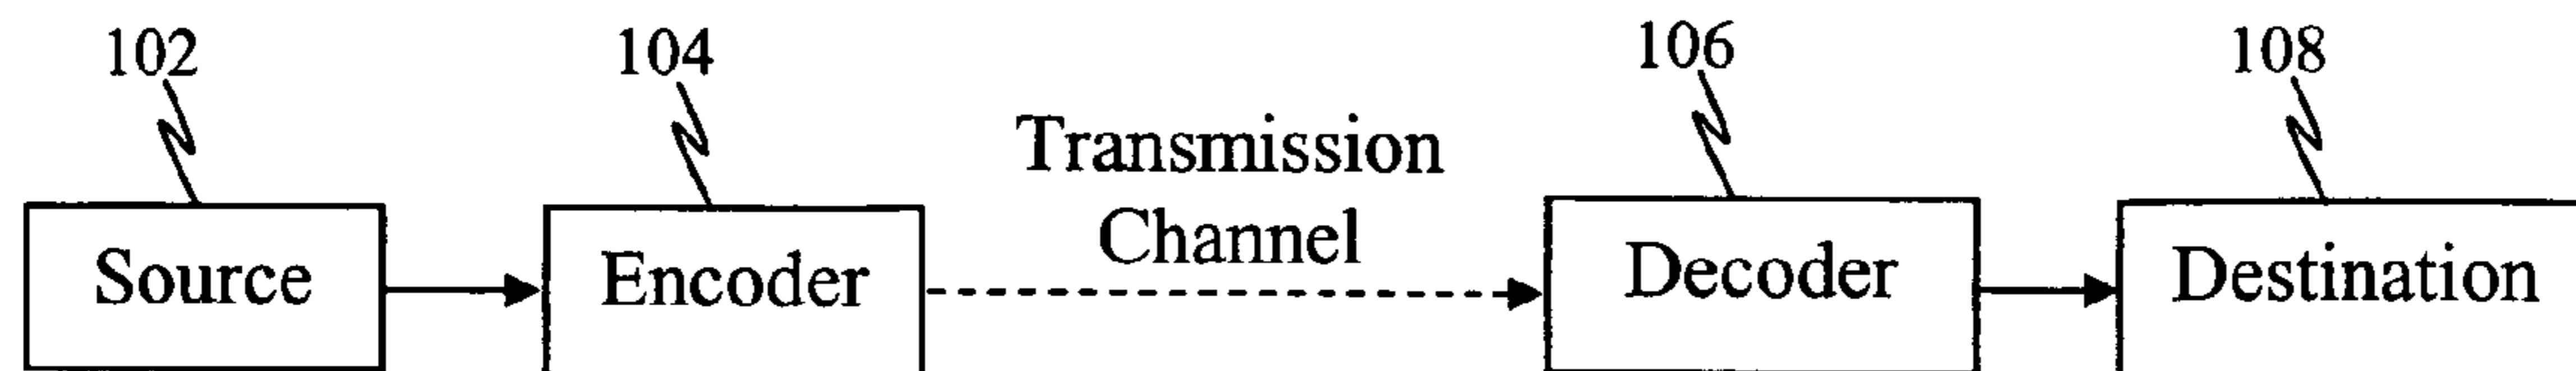 102
104
106
108
Transmission
Channel
Source
Encoder
Decoder
Destination